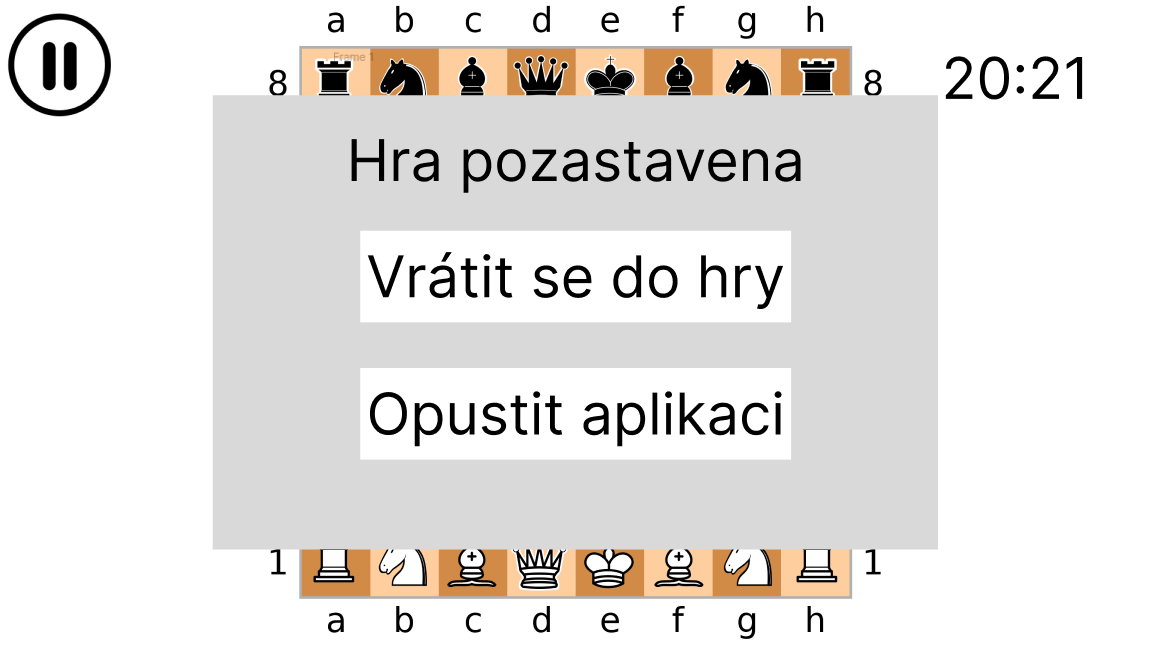 a b c d e f g h
Frame 1
8 8 20:21
Hra pozastavena
Vrátit se do hry
Opustit aplikaci
1 1
a b c d e f g h